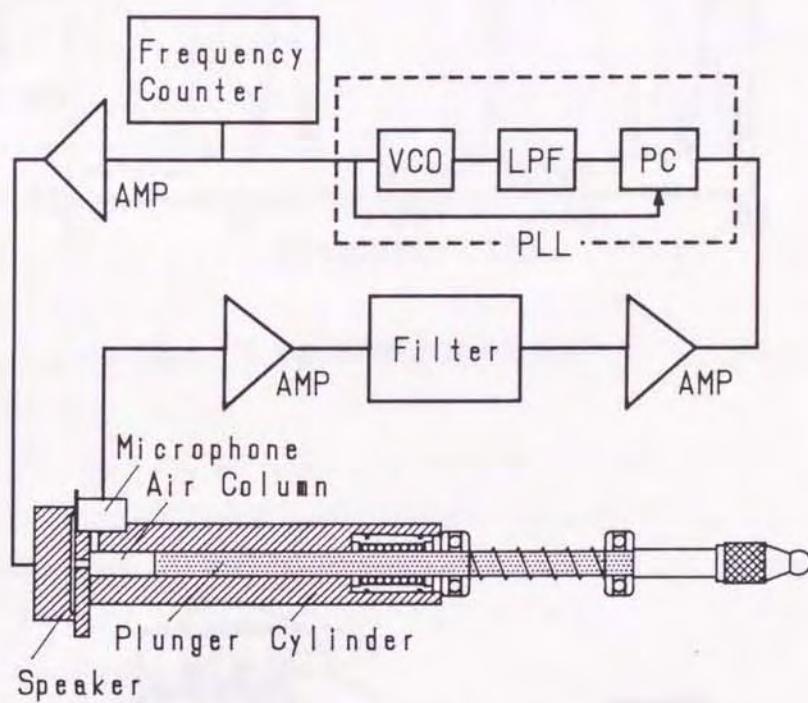 Frequency
Counter
AMP
VCO
LPF
PC
PLL
AMP
Filter
AMP
Microphone
Air Column
Plunger Cylinder
Speaker